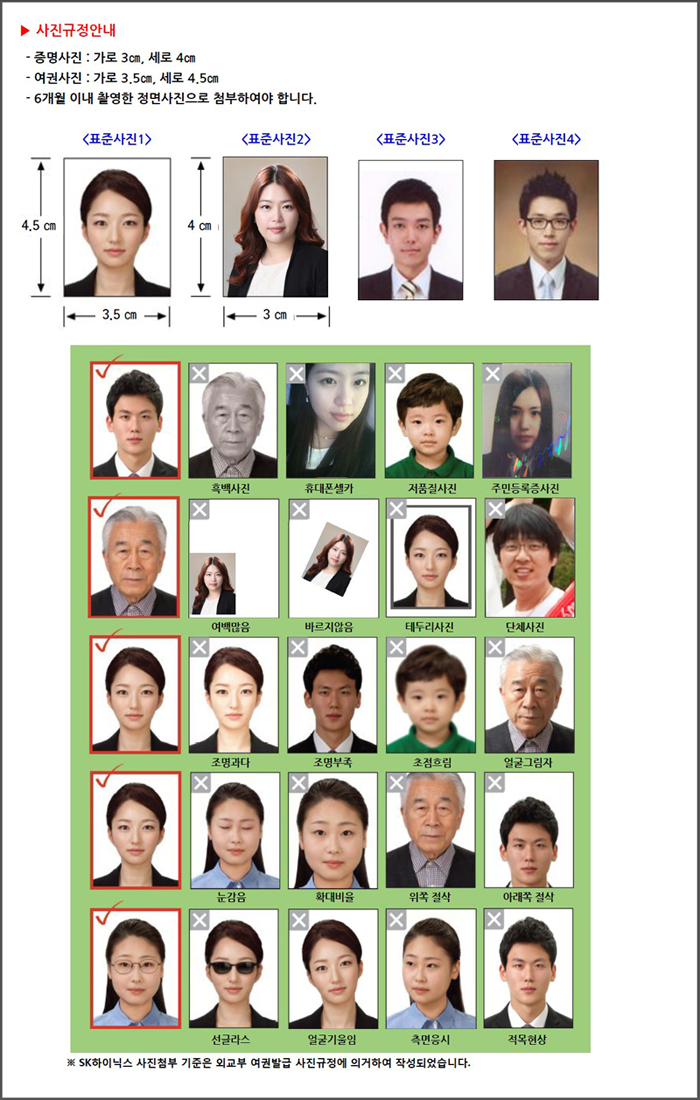 ▶ 사진규정안내
- 증명사진 : 가로 3㎝, 세로 4㎝
- 여권사진 : 가로 3.5㎝, 세로 4.5㎝
- 6개월 이내 촬영한 정면사진으로 첨부하여야 합니다.
<표준사진1> <표준사진2> <표준사진3> <표준사진4>
4.5 ㎝ 4 ㎝
3.5 ㎝ 3 ㎝
흑백사진 휴대폰셀카 저품질사진 주민등록증사진
여백많음 바르지않음 테두리사진 단체사진
조명과다 조명부족 초점흐림 얼굴그림자
눈감음 확대비율 위쪽 절삭 아래쪽 절삭
선글라스 얼굴기울임 측면응시 적목현상
※ SK하이닉스 사진첨부 기준은 외교부 여권발급 사진규정에 의거하여 작성되었습니다.